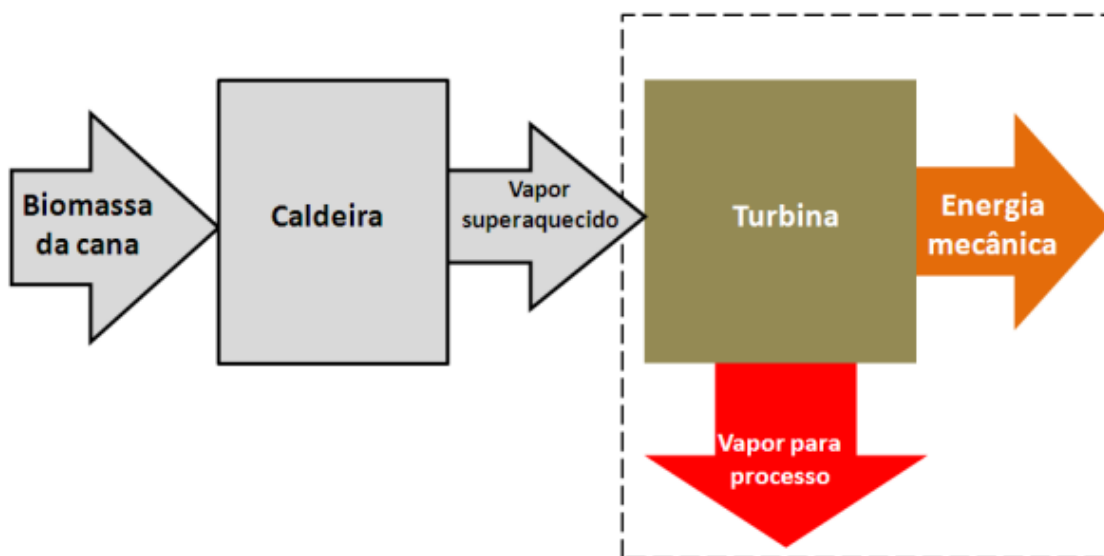 Biomassa
da cana
Caldeira
Vapor
superaquecido
Turbina
Energia
mecânica
Vapor para
processo